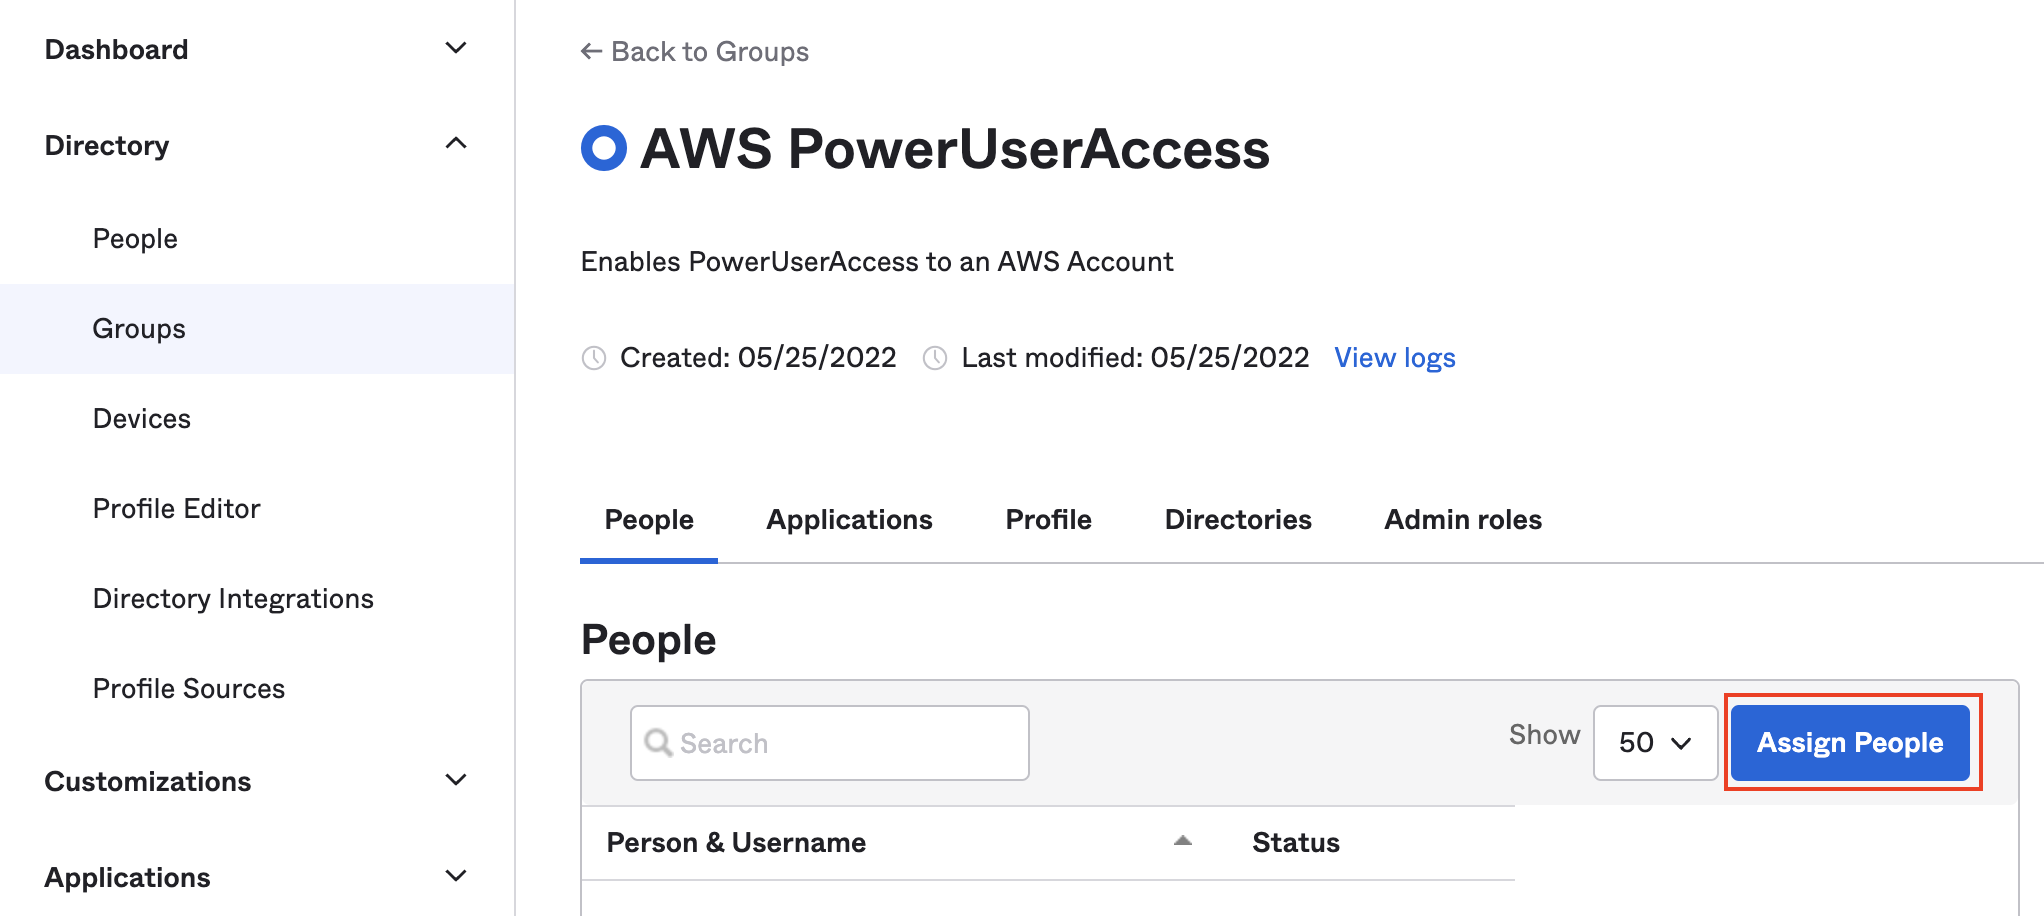 Dashboard
Directory
People
Groups
Devices
Profile Editor
Directory Integrations
Profile Sources
Customizations
Applications
← Back to Groups
AWS PowerUserAccess
Enables PowerUserAccess to an AWS Account
Created: 05/25/2022 Last modified: 05/25/2022 View logs
People Applications Profile Directories Admin roles
People
Search Show 50 Assign People
Person & Username Status